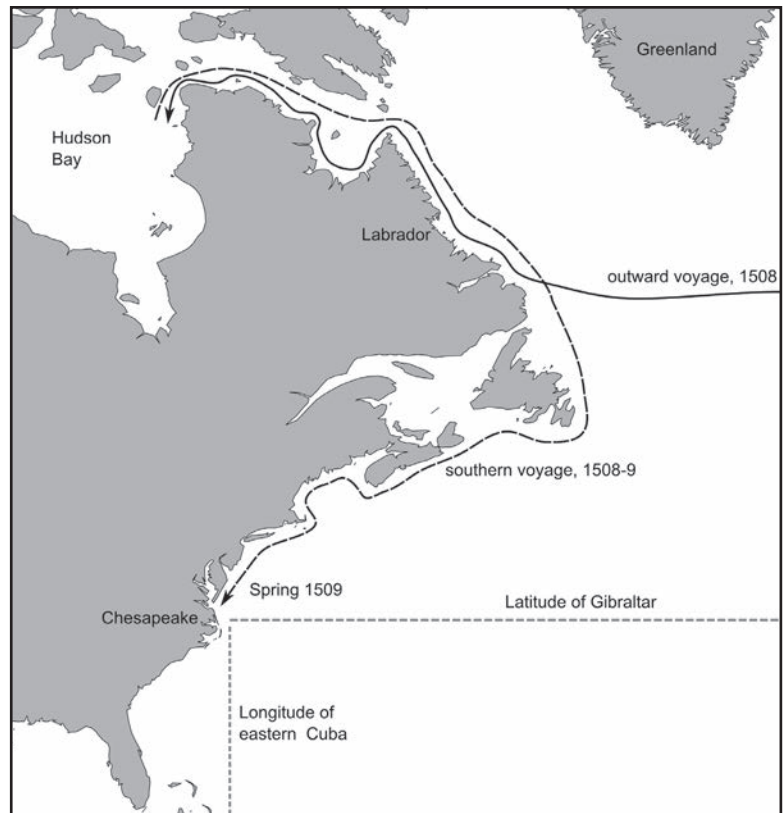 Greenland
Hudson
Bay
Labrador
outward voyage, 1508
southern voyage, 1508-9
Spring 1509
Latitude of Gibraltar
Chesapeake
Longitude of
eastern Cuba